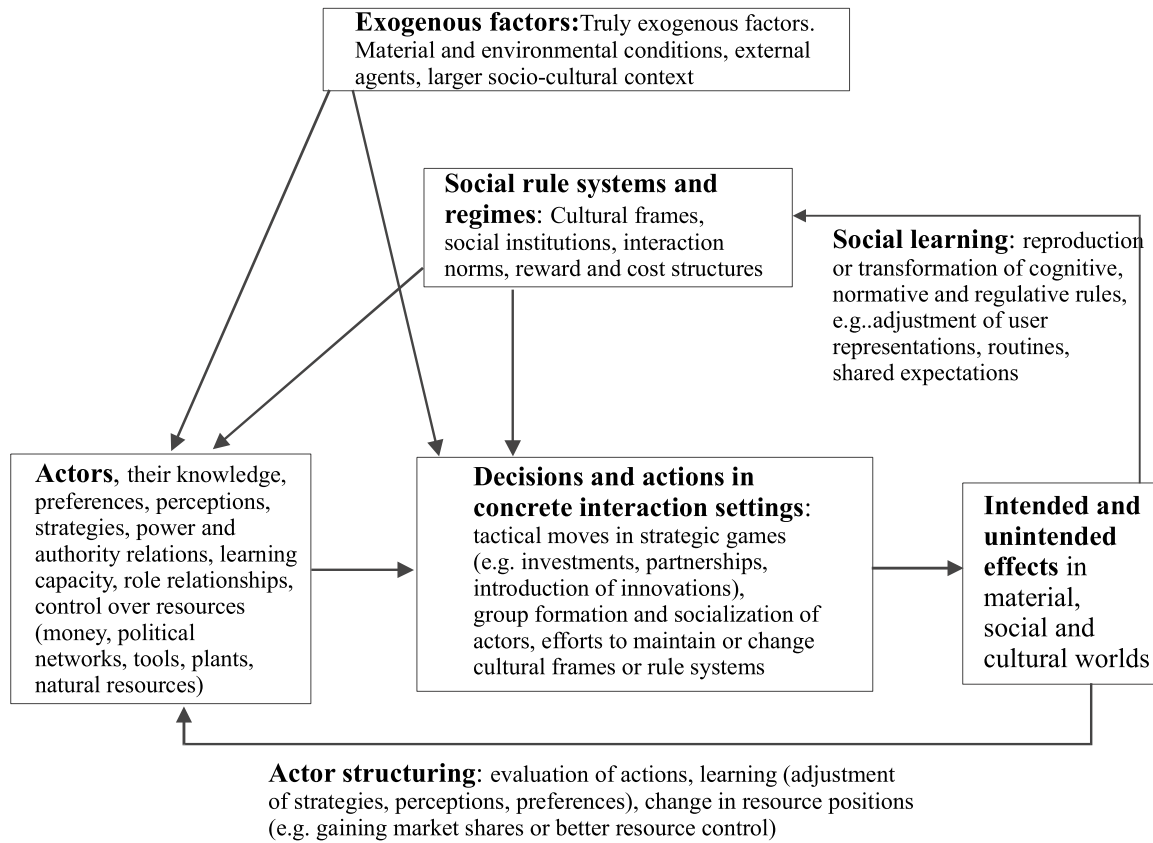 Exogenous factors:Truly exogenous factors.
Material and environmental conditions, external
agents, larger socio-cultural context
Social rule systems and
regimes: Cultural frames,
social institutions, interaction
norms, reward and cost structures
Social learning: reproduction
or transformation of cognitive,
normative and regulative rules,
e.g..adjustment of user
representations, routines,
shared expectations
Actors, their knowledge,
preferences, perceptions,
strategies, power and
authority relations, learning
capacity, role relationships,
control over resources
(money, political
networks, tools, plants,
natural resources)
Decisions and actions in
concrete interaction settings:
tactical moves in strategic games
(e.g. investments, partnerships,
introduction of innovations),
group formation and socialization of
actors, efforts to maintain or change
cultural frames or rule systems
Intended and
unintended
effects in
material,
social and
cultural worlds
Actor structuring: evaluation of actions, learning (adjustment
of strategies, perceptions, preferences), change in resource positions
(e.g. gaining market shares or better resource control)